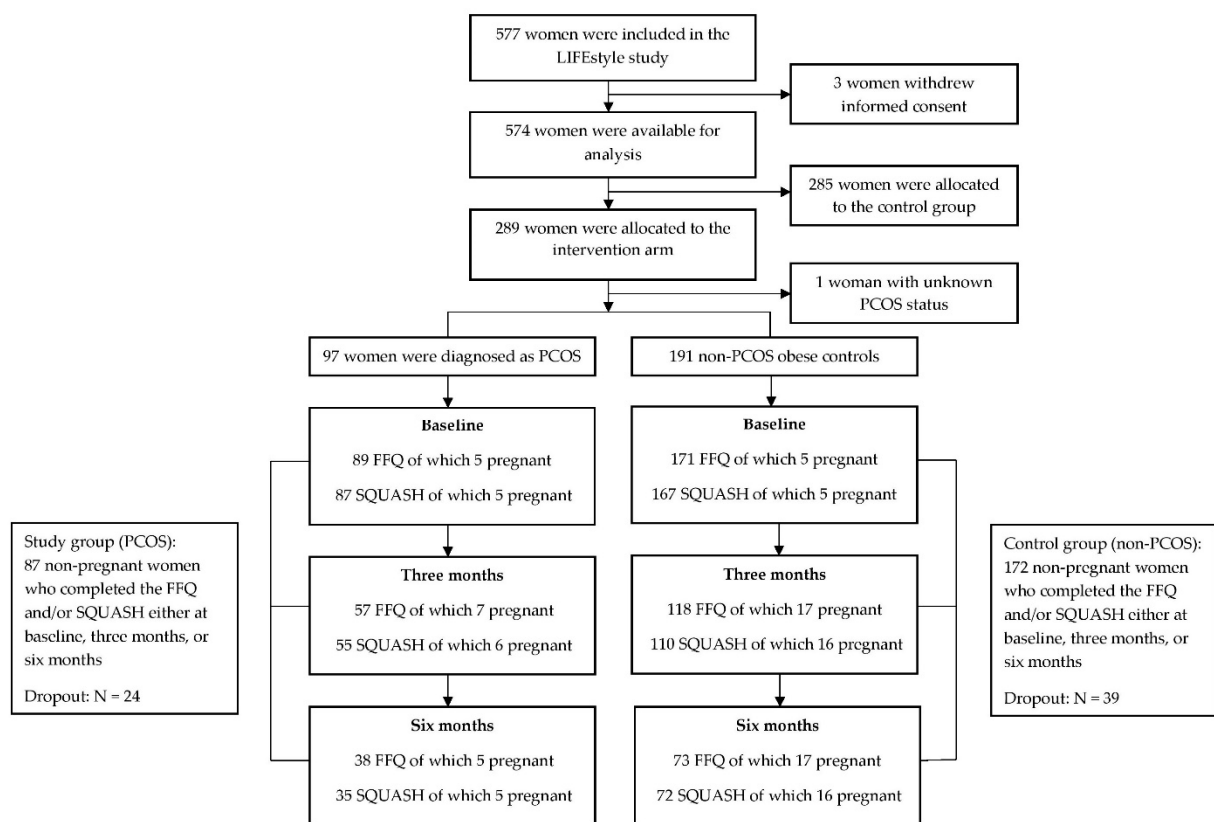 577 women were included in the
LIFEstyle study
3 women withdrew
informed consent
574 women were available for
analysis
285 women were allocated
to the control group
289 women were allocated to the
intervention arm
1 woman with unknown
PCOS status
97 women were diagnosed as PCOS
191 non-PCOS obese controls
Baseline
89 FFQ of which 5 pregnant
87 SQUASH of which 5 pregnant
Baseline
171 FFQ of which 5 pregnant
167 SQUASH of which 5 pregnant
Study group (PCOS):
87 non-pregnant women
who completed the FFQ
and/or SQUASH either at
baseline, three months, or
six months
Dropout: N = 24
Three months
57 FFQ of which 7 pregnant
55 SQUASH of which 6 pregnant
Three months
118 FFQ of which 17 pregnant
110 SQUASH of which 16 pregnant
Control group (non-PCOS):
172 non-pregnant women
who completed the FFQ
and/or SQUASH either at
baseline, three months, or
six months
Dropout: N = 39
Six months
38 FFQ of which 5 pregnant
35 SQUASH of which 5 pregnant
Six months
73 FFQ of which 17 pregnant
72 SQUASH of which 16 pregnant